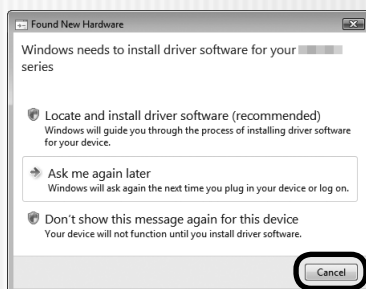 Found New Hardware
Windows needs to install driver software for your
series
Locate and install driver software (recommended)
Windows will guide you through the process of installing driver software
for your device.
Ask me again later
Windows will ask again the next time you plug in your device or log on.
Don't show this message again for this device
Your device will not function until you install driver software.
Cancel